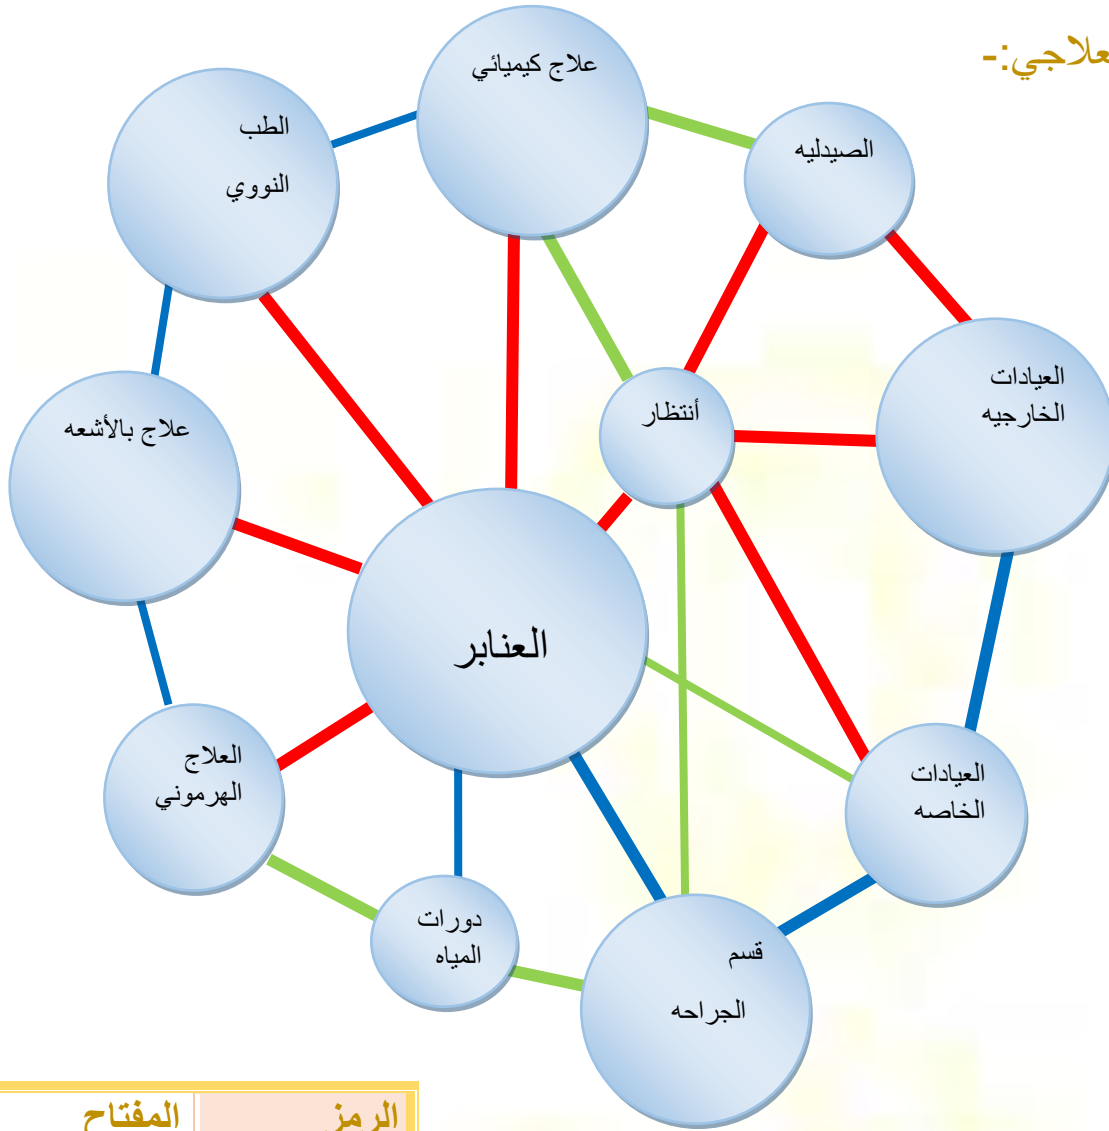 علاجي:-
علاج كيميائي
الطب
النووي
الصيدليه
العيادات
الخارجيه
أنتظار
علاج بالأشعه
العنابر
العلاج
الهرموني
العيادات
الخاصه
دورات
المياه
قسم
الجراحه
الرمز المفتاح